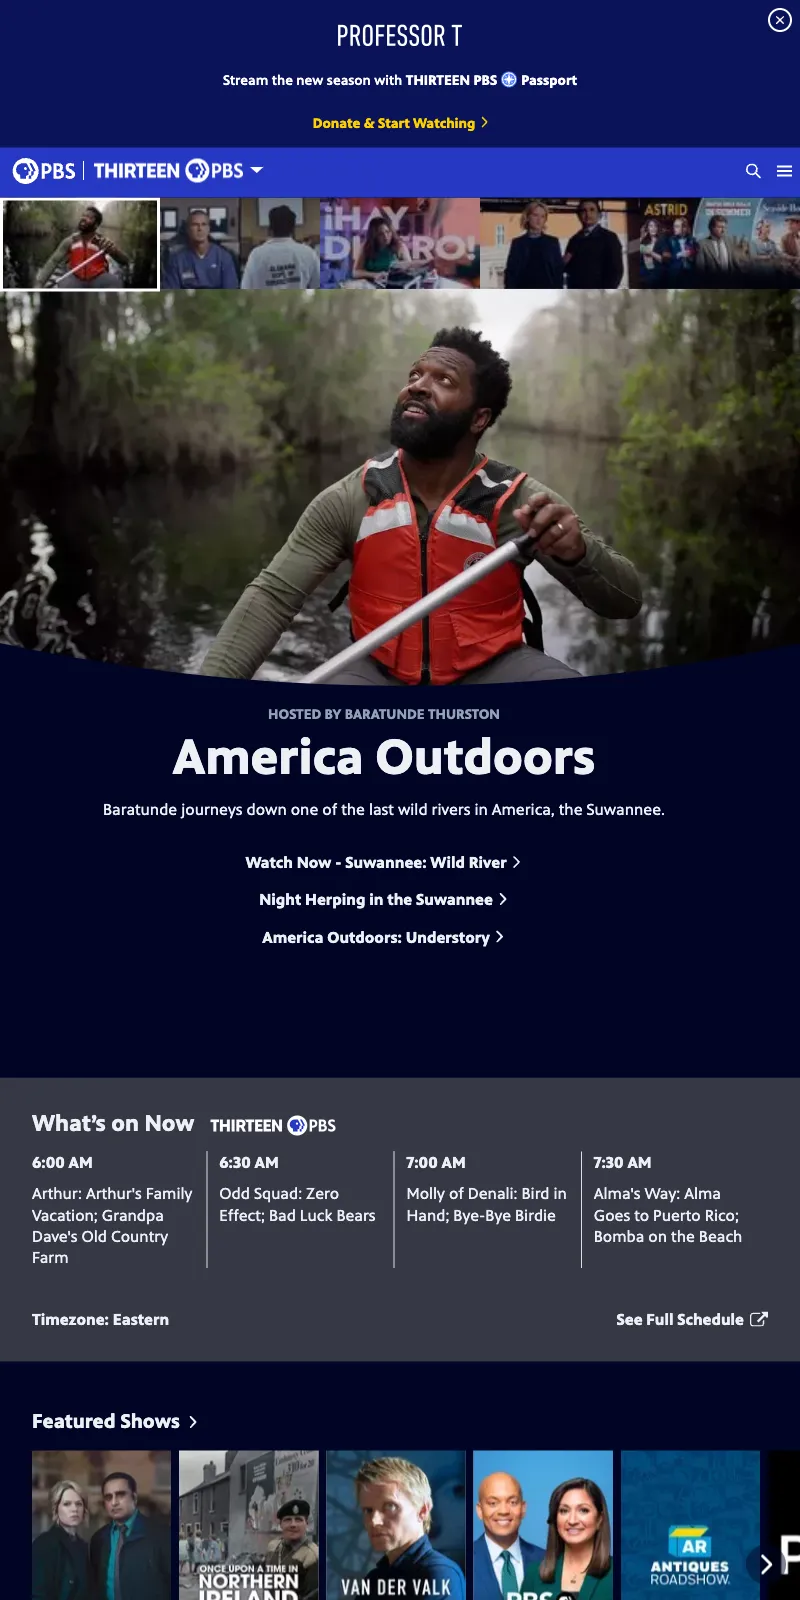 PROFESSOR T
Stream the new season with THIRTEEN PBS Passport
Donate & Start Watching
PBS THIRTEEN PBS
¡HAY
ASTRID
HOSTED BY BARATUNDE THURSTON
America Outdoors
Baratunde journeys down one of the last wild rivers in America, the Suwannee.
Watch Now - Suwannee: Wild River
Night Herping in the Suwannee
America Outdoors: Understory
What's on Now THIRTEEN PBS
6:00 AM
Arthur: Arthur's Family
Vacation; Grandpa
Dave's Old Country
Farm
6:30 AM
Odd Squad: Zero
Effect; Bad Luck Bears
7:00 AM
Molly of Denali: Bird in
Hand; Bye-Bye Birdie
7:30 AM
Alma's Way: Alma
Goes to Puerto Rico;
Bomba on the Beach
Timezone: Eastern
See Full Schedule
Featured Shows
ONCE UPON A TIME IN
NORTHERN
IRELAND
VAN DER VALK
PBS
AR
ANTIQUES
ROADSHOW
P